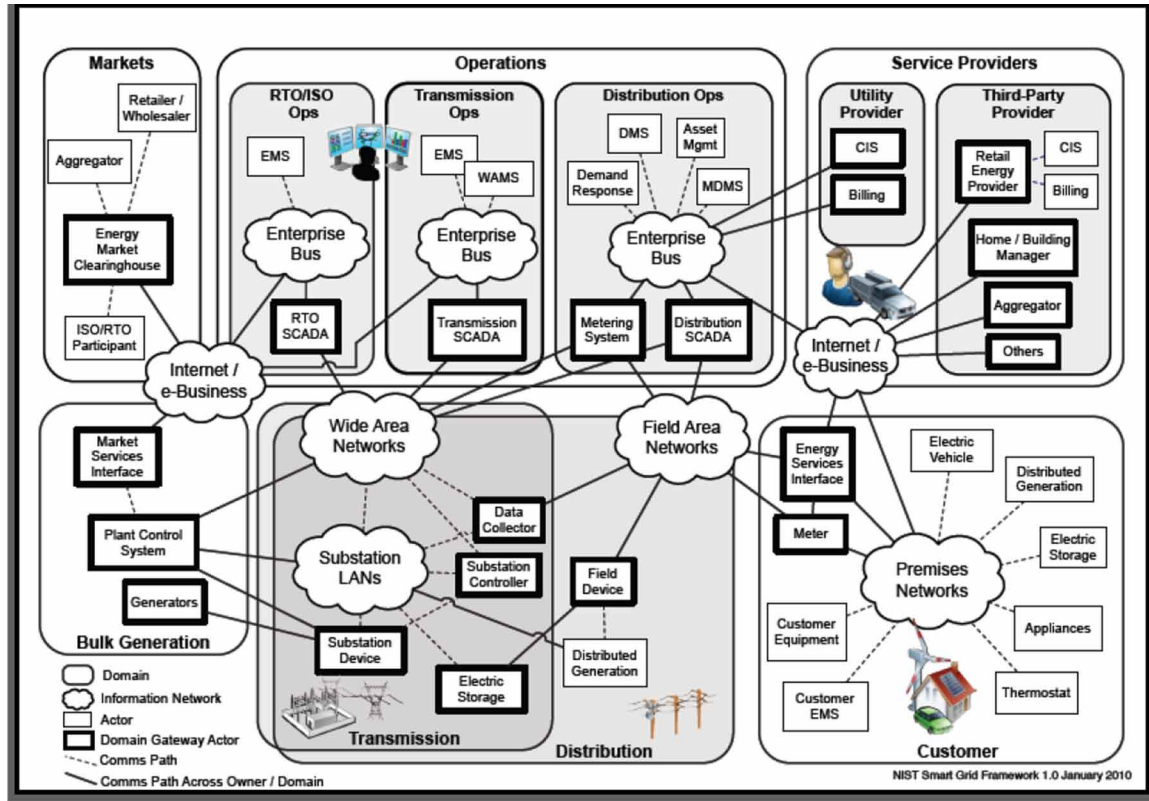 Markets
Retailer /
Wholesaler
Aggregator
Energy
Market
Clearinghouse
ISO/RTO
Participant
Internet /
e-Business
Operations
RTO/ISO
Ops
EMS
Enterprise
Bus
RTO
SCADA
Transmission
Ops
EMS
WAMS
Enterprise
Bus
Transmission
SCADA
Distribution Ops
DMS
Asset
Mgmt
Demand
Response
MDMS
Enterprise
Bus
Metering
System
Distribution
SCADA
Service Providers
Utility
Provider
CIS
Billing
Third-Party
Provider
Retail
Energy
Provider
CIS
Billing
Home / Building
Manager
Aggregator
Others
Internet /
e-Business
Market
Services
Interface
Plant Control
System
Generators
Bulk Generation
Wide Area
Networks
Field Area
Networks
Data
Collector
Substation
LANs
Substation
Controller
Field
Device
Substation
Device
Electric
Storage
Distributed
Generation
Transmission
Distribution
Energy
Services
Interface
Meter
Electric
Vehicle
Distributed
Generation
Electric
Storage
Premises
Networks
Customer
Equipment
Appliances
Customer
EMS
Thermostat
Customer
Domain
Information Network
Actor
Domain Gateway Actor
Comms Path
Comms Path Across Owner / Domain
NIST Smart Grid Framework 1.0 January 2010